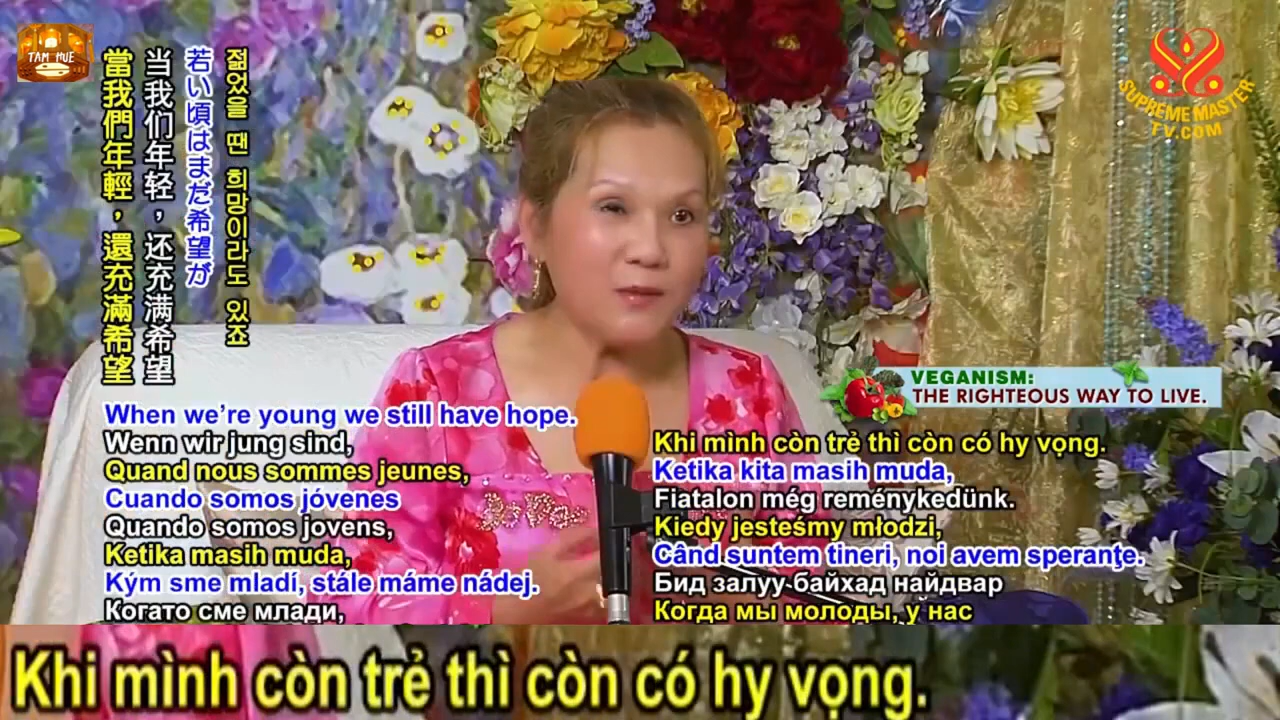 TAM HUE
SUPREME MASTER
TV.COM
當我們年輕，還充滿希望
当我们年轻，还充满希望
若い頃はまだ希望が
젊었을 땐 희망이라도 있죠
VEGANISM:
THE RIGHTEOUS WAY TO LIVE.
When we're young we still have hope.
Wenn wir jung sind,
Quand nous sommes jeunes,
Cuando somos jóvenes
Quando somos jovens,
Ketika masih muda,
Kým sme mladí, stále máme nádej.
Когато сме млади,
Khi mình còn trẻ thì còn có hy vọng.
Ketika kita masih muda,
Fiatalon még reménykedünk.
Kiedy jesteśmy młodzi,
Când suntem tineri, noi avem speranţe.
Бид залуу байхад найдвар
Когда мы молоды, у нас
Khi mình còn trẻ thì còn có hy vọng.